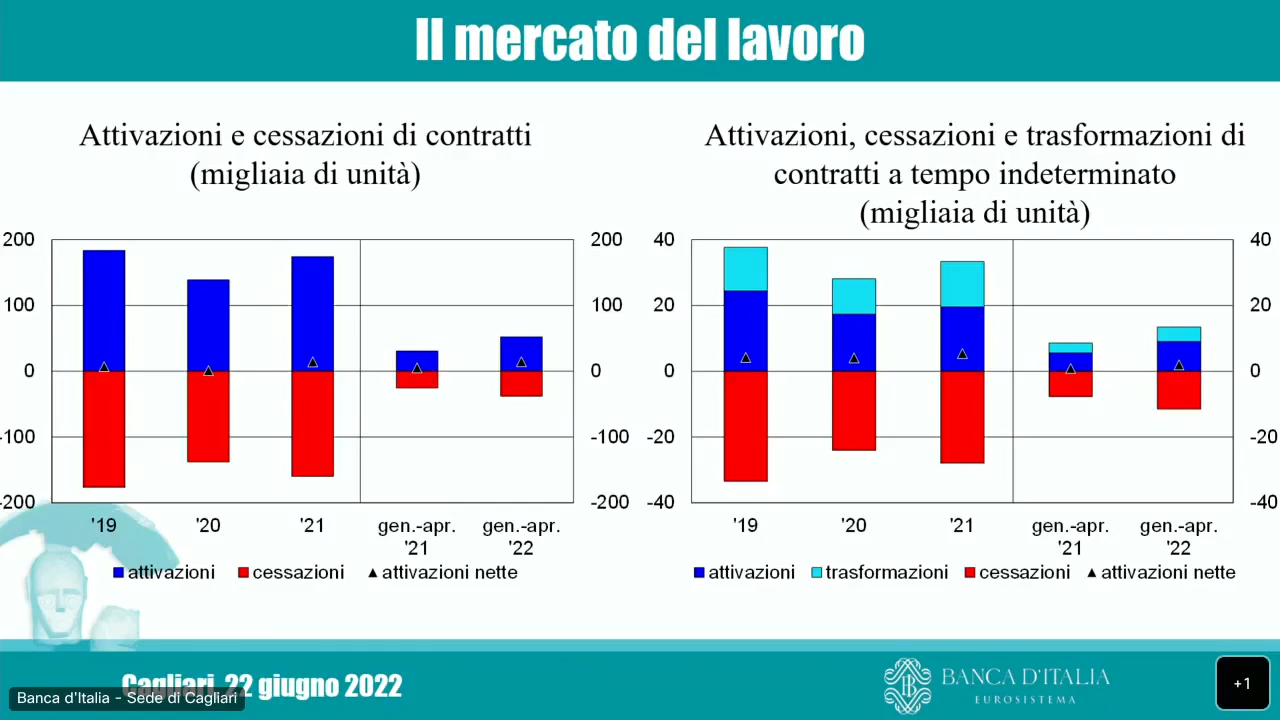 Il mercato del lavoro
Attivazioni e cessazioni di contratti
(migliaia di unità)
200
100
0
-100
-200
200
100
0
-100
-200
'19
'20
'21
gen.-apr.
'21
gen.-apr.
'22
attivazioni
cessazioni
attivazioni nette
Attivazioni, cessazioni e trasformazioni di
contratti a tempo indeterminato
(migliaia di unità)
40
20
0
-20
-40
40
20
0
-20
-40
'19
'20
'21
gen.-apr.
'21
gen.-apr.
'22
attivazioni
trasformazioni
cessazioni
attivazioni nette
Cagliari, 22 giugno 2022
Banca d'Italia - Sede di Cagliari
BANCA D'ITALIA
EUROSISTEMA
+1